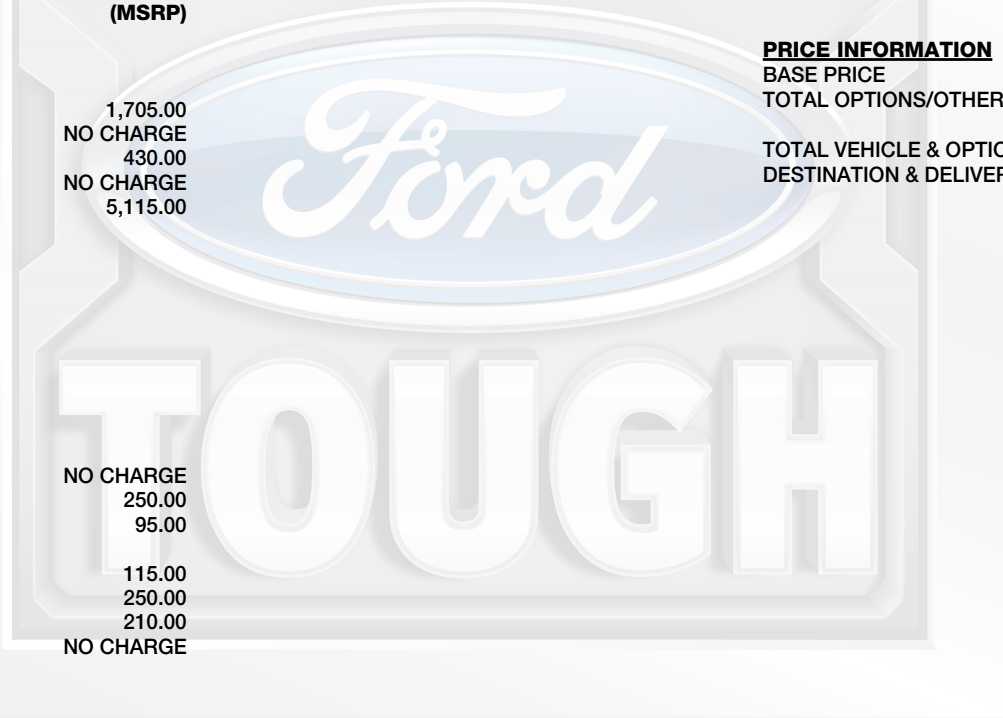 (MSRP)
1,705.00
NO CHARGE
430.00
NO CHARGE
5,115.00
NO CHARGE
250.00
95.00
115.00
250.00
210.00
NO CHARGE
PRICE INFORMATION
BASE PRICE
TOTAL OPTIONS/OTHER
TOTAL VEHICLE & OPTIO
DESTINATION & DELIVER
Ford
TOUGH